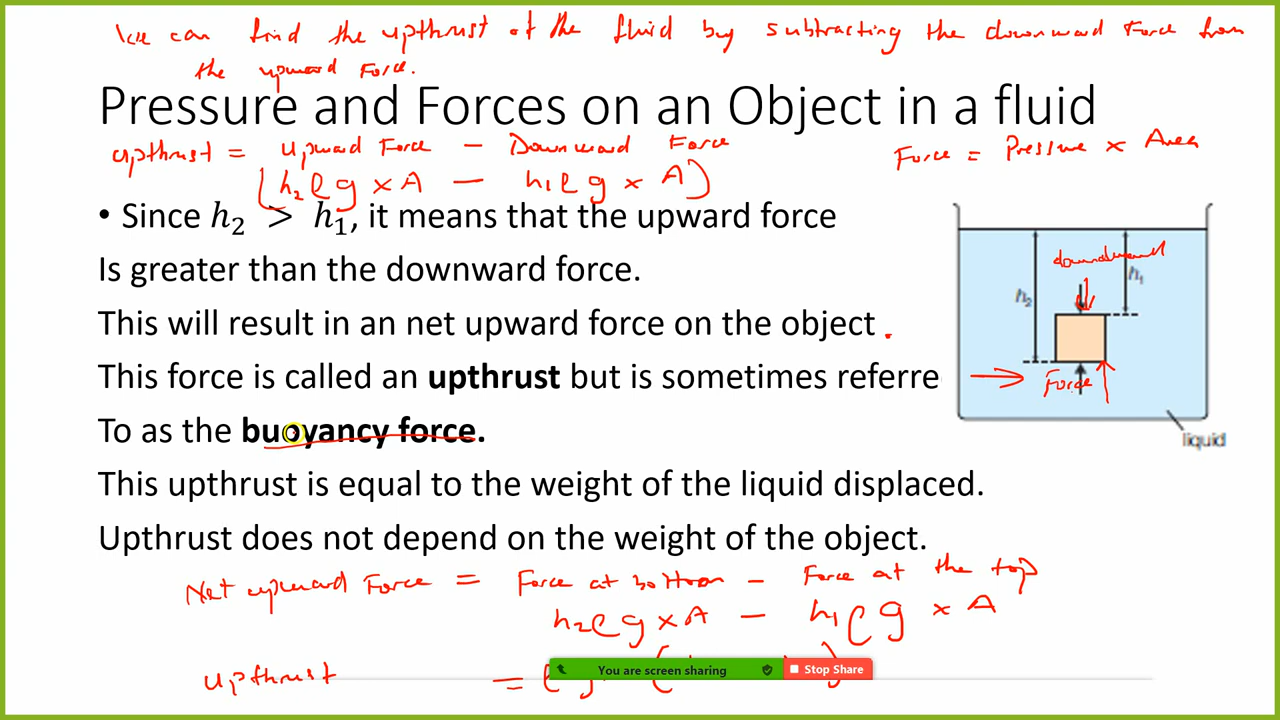 We can find the upthrust of the fluid by subtracting the downward Force from
the upward Force.
Pressure and Forces on an Object in a fluid
upthrust = upward Force - Downward Force
Force = Pressure × Area
(h₂ρg × A - h₁ρg × A)
• Since h₂ > h₁, it means that the upward force
Is greater than the downward force.
This will result in an net upward force on the object .
This force is called an upthrust but is sometimes referre
To as the buoyancy force.
This upthrust is equal to the weight of the liquid displaced.
Upthrust does not depend on the weight of the object.
downward
h₁
h₂
Force
liquid
Net upward Force = Force at bottom - Force at the top
h₂ρg × A - h₁ρg × A
upthrust = ρg
You are screen sharing
Stop Share